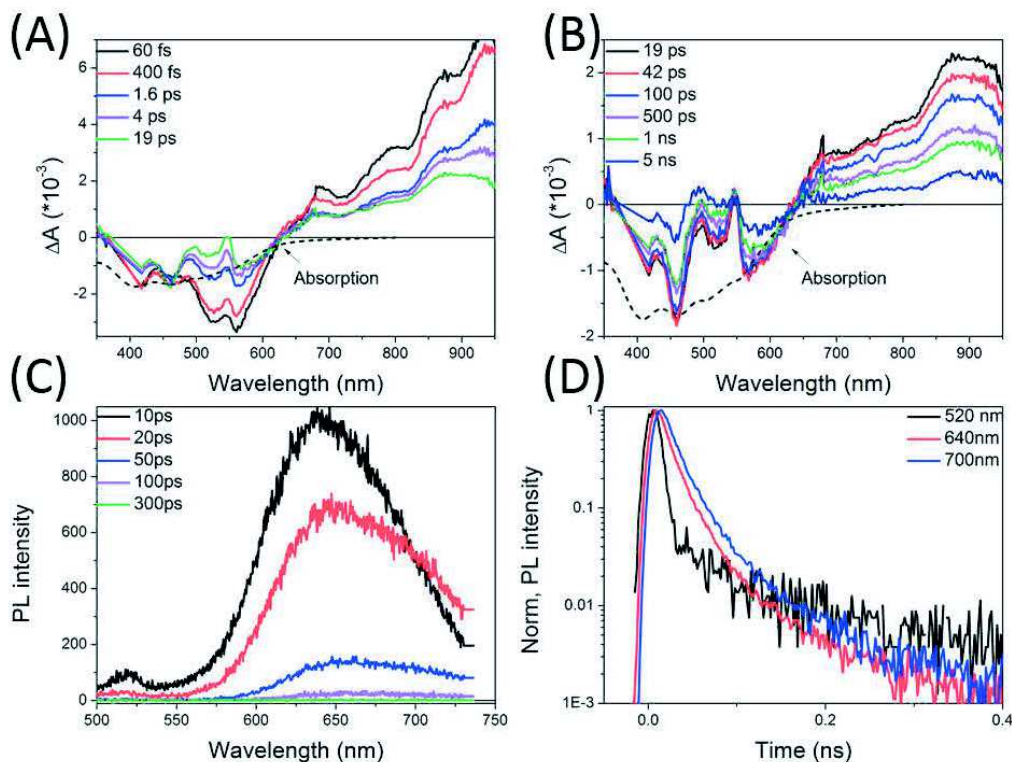 (A)
60 fs
400 fs
1.6 ps
4 ps
19 ps
6
4
2
0
-2
ΔA (*10-3)
Absorption
400 500 600 700 800 900
Wavelength (nm)
(B)
19 ps
42 ps
100 ps
500 ps
1 ns
5 ns
2
1
0
-1
-2
ΔA (*10-3)
Absorption
400 500 600 700 800 900
Wavelength (nm)
(C)
10ps
20ps
50ps
100ps
300ps
1000
800
600
400
200
0
PL intensity
500 550 600 650 700 750
Wavelength (nm)
(D)
520 nm
640nm
700nm
1
0.1
0.01
1E-3
Norm, PL intensity
0.0 0.2 0.4
Time (ns)